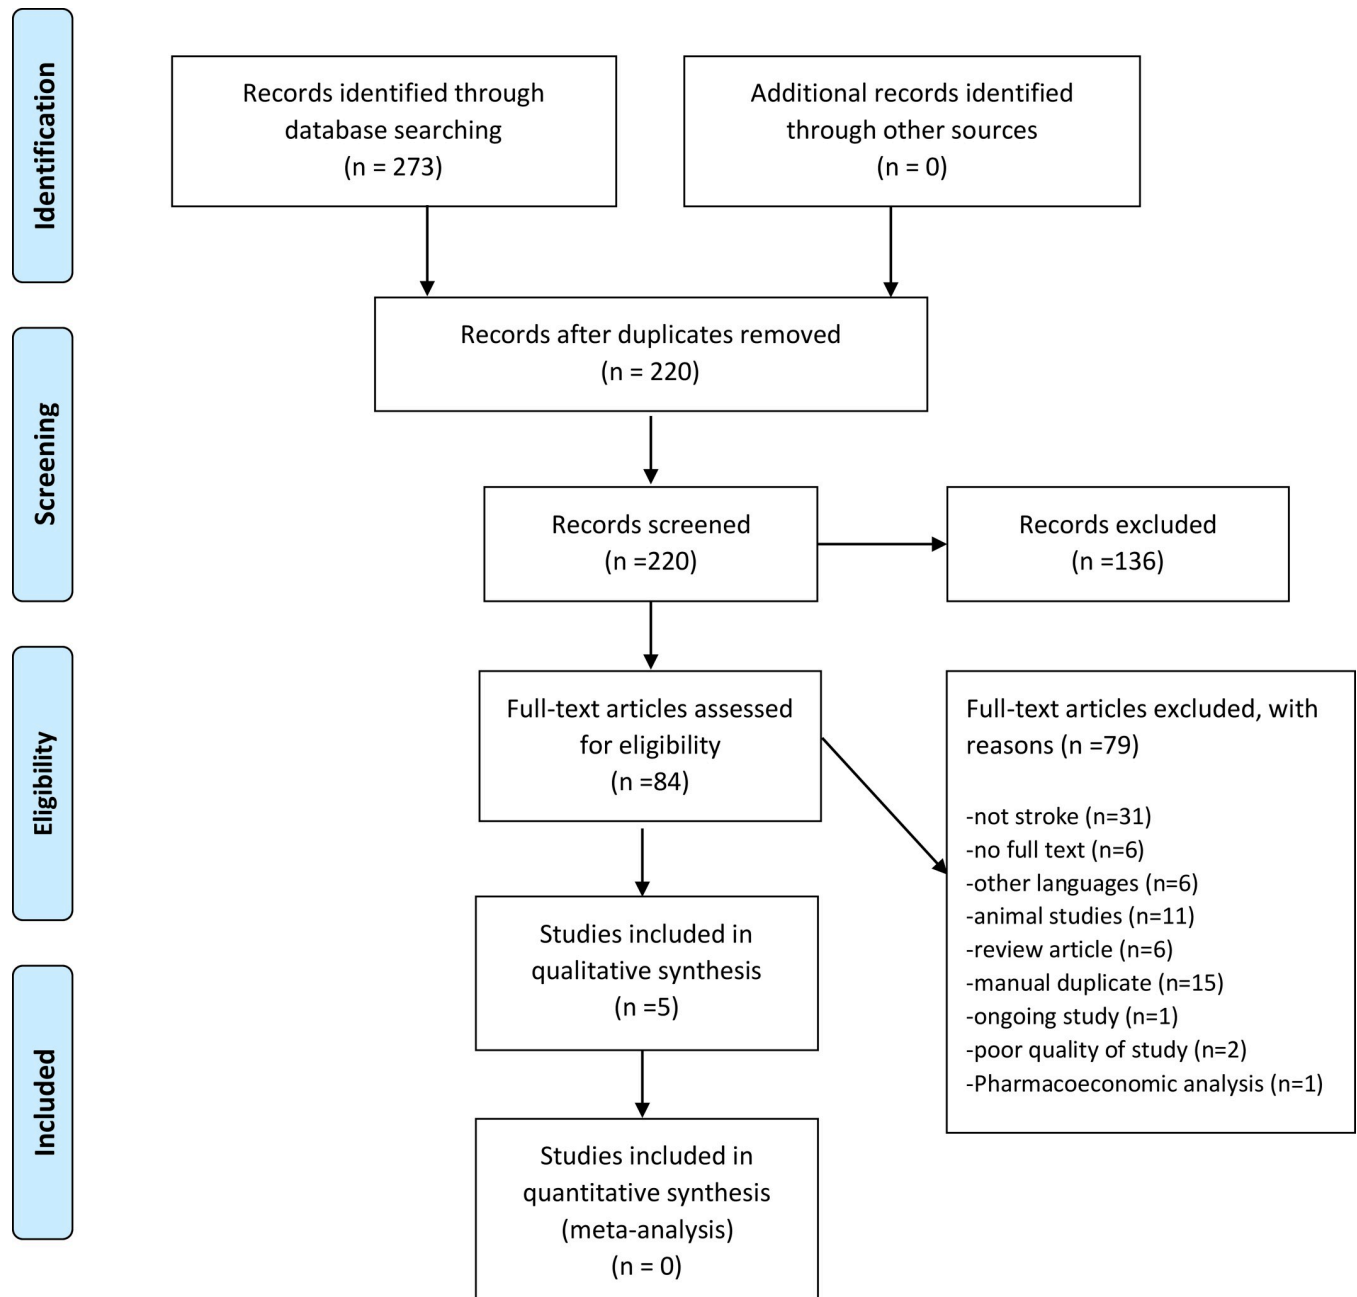 Identification
Records identified through
database searching
(n = 273)
Additional records identified
through other sources
(n = 0)
Records after duplicates removed
(n = 220)
Screening
Records screened
(n =220)
Records excluded
(n =136)
Eligibility
Full-text articles assessed
for eligibility
(n =84)
Full-text articles excluded, with
reasons (n =79)
-not stroke (n=31)
-no full text (n=6)
-other languages (n=6)
-animal studies (n=11)
-review article (n=6)
-manual duplicate (n=15)
-ongoing study (n=1)
-poor quality of study (n=2)
-Pharmacoeconomic analysis (n=1)
Studies included in
qualitative synthesis
(n =5)
Included
Studies included in
quantitative synthesis
(meta-analysis)
(n = 0)